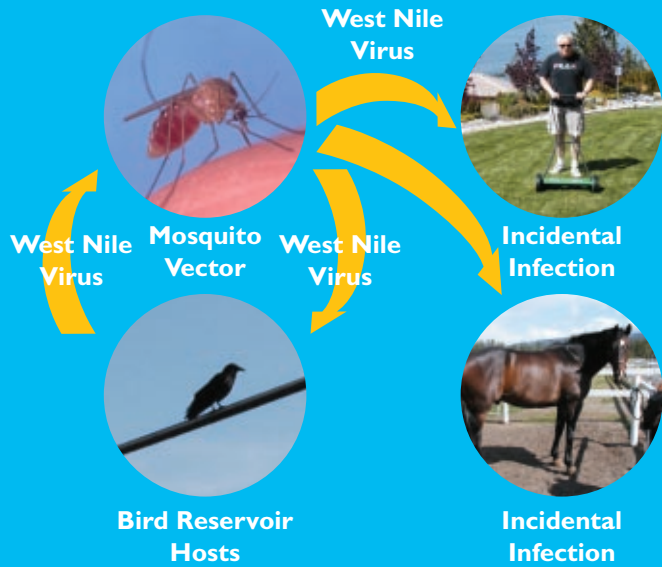 West Nile
Virus
Mosquito
Vector
Incidental
Infection
West Nile
Virus
West Nile
Virus
Bird Reservoir
Hosts
Incidental
Infection